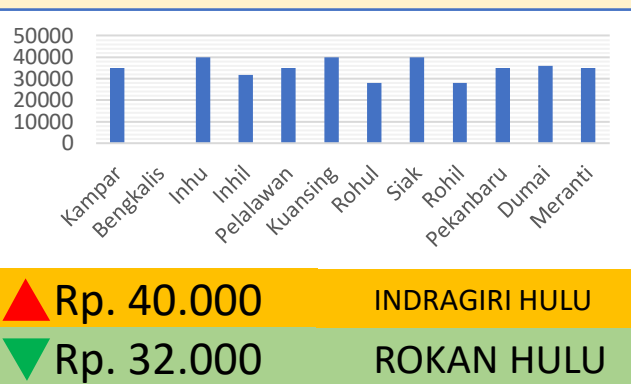 50000
40000
30000
20000
10000
0
Kampar
Bengkalis
Inhu
Inhil
Pelalawan
Kuansing
Rohul
Siak
Rohil
Pekanbaru
Dumai
Meranti
Rp. 40.000 INDRAGIRI HULU
Rp. 32.000 ROKAN HULU